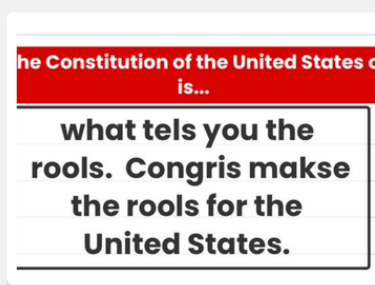 he Constitution of the United States
is...
what tels you the
rools. Congris makse
the rools for the
United States.